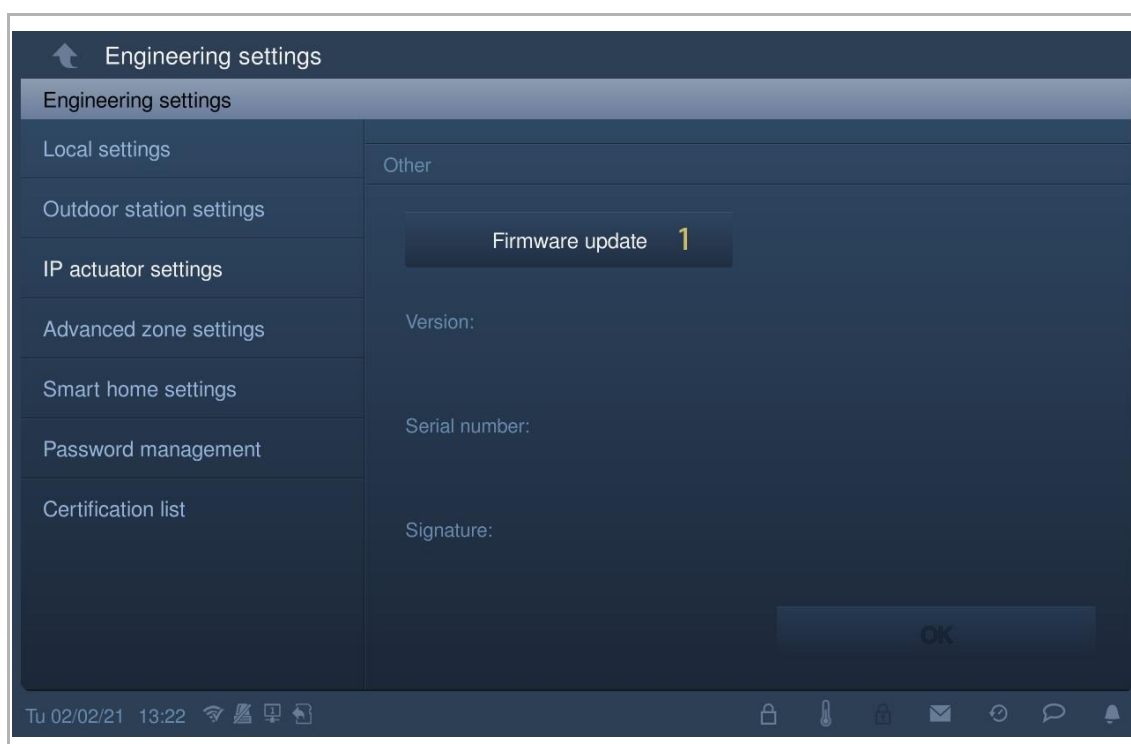 Engineering settings
Engineering settings
Local settings
Outdoor station settings
IP actuator settings
Advanced zone settings
Smart home settings
Password management
Certification list
Other
Firmware update 1
Version:
Serial number:
Signature:
OK
Tu 02/02/21 13:22
1